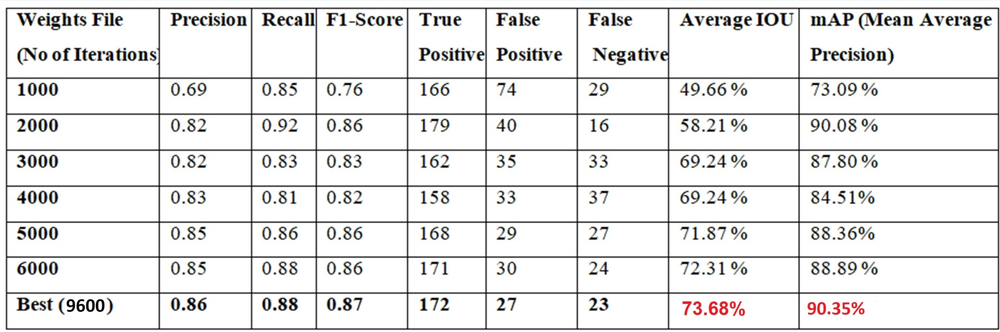 Weights File (No of Iterations) Precision Recall F1-Score True Positive False Positive False Negative Average IOU mAP (Mean Average Precision)
1000 0.69 0.85 0.76 166 74 29 49.66 % 73.09 %
2000 0.82 0.92 0.86 179 40 16 58.21 % 90.08 %
3000 0.82 0.83 0.83 162 35 33 69.24 % 87.80 %
4000 0.83 0.81 0.82 158 33 37 69.24 % 84.51%
5000 0.85 0.86 0.86 168 29 27 71.87 % 88.36%
6000 0.85 0.88 0.86 171 30 24 72.31 % 88.89 %
Best (9600) 0.86 0.88 0.87 172 27 23 73.68% 90.35%